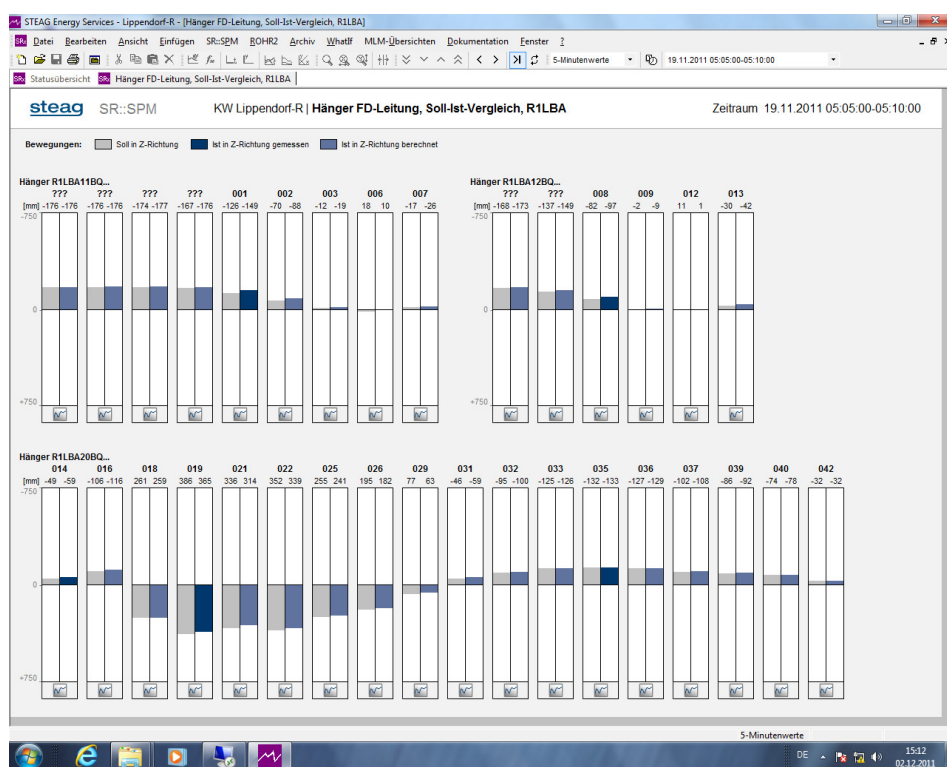 STEAG Energy Services - Lippendorf-R - [Hänger FD-Leitung, Soll-Ist-Vergleich, R1LBA]
Datei Bearbeiten Ansicht Einfügen SR::SPM ROHR2 Archiv WhatIf MLM-Übersichten Dokumentation Fenster ?
5-Minutenwerte 19.11.2011 05:05:00-05:10:00
Statusübersicht Hänger FD-Leitung, Soll-Ist-Vergleich, R1LBA
steag SR::SPM KW Lippendorf-R | Hänger FD-Leitung, Soll-Ist-Vergleich, R1LBA Zeitraum 19.11.2011 05:05:00-05:10:00
Bewegungen: Soll in Z-Richtung Ist in Z-Richtung gemessen Ist in Z-Richtung berechnet
Hänger R1LBA11BQ... Hänger R1LBA12BQ...
??? ??? ??? ??? 001 002 003 006 007 ??? ??? 008 009 012 013
[mm] -176 -176 -176 -176 -174 -177 -167 -176 -126 -149 -70 -88 -12 -19 18 10 -17 -26 [mm] -168 -173 -137 -149 -82 -97 -2 -9 11 1 -30 -42
-750 -750
0 0
+750 +750
Hänger R1LBA20BQ...
014 016 018 019 021 022 025 026 029 031 032 033 035 036 037 039 040 042
[mm] -49 -59 -106 -116 261 259 386 365 336 314 352 339 255 241 195 182 77 63 -46 -59 -95 -100 -125 -126 -132 -133 -127 -129 -102 -108 -86 -92 -74 -78 -32 -32
-750
0
+750
5-Minutenwerte
DE 15:12
02.12.2011